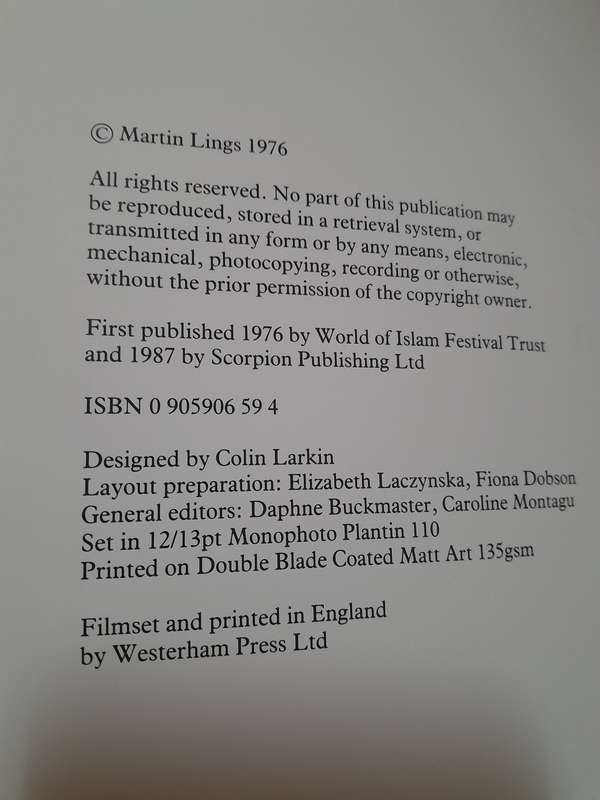 © Martin Lings 1976
All rights reserved. No part of this publication may
be reproduced, stored in a retrieval system, or
transmitted in any form or by any means, electronic,
mechanical, photocopying, recording or otherwise,
without the prior permission of the copyright owner.
First published 1976 by World of Islam Festival Trust
and 1987 by Scorpion Publishing Ltd
ISBN 0 905906 59 4
Designed by Colin Larkin
Layout preparation: Elizabeth Laczynska, Fiona Dobson
General editors: Daphne Buckmaster, Caroline Montagu
Set in 12/13pt Monophoto Plantin 110
Printed on Double Blade Coated Matt Art 135gsm
Filmset and printed in England
by Westerham Press Ltd